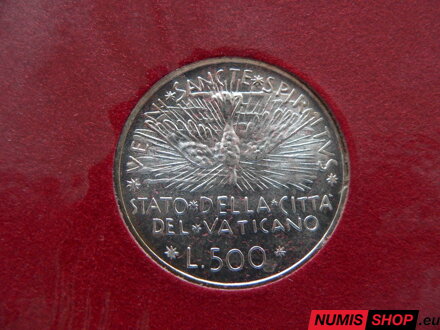 VENI * SANCTE * SPIRITUS
STATO * DELLA * CITTA'
DEL * VATICANO
* L. 500 *
NUMIS SHOP.eu